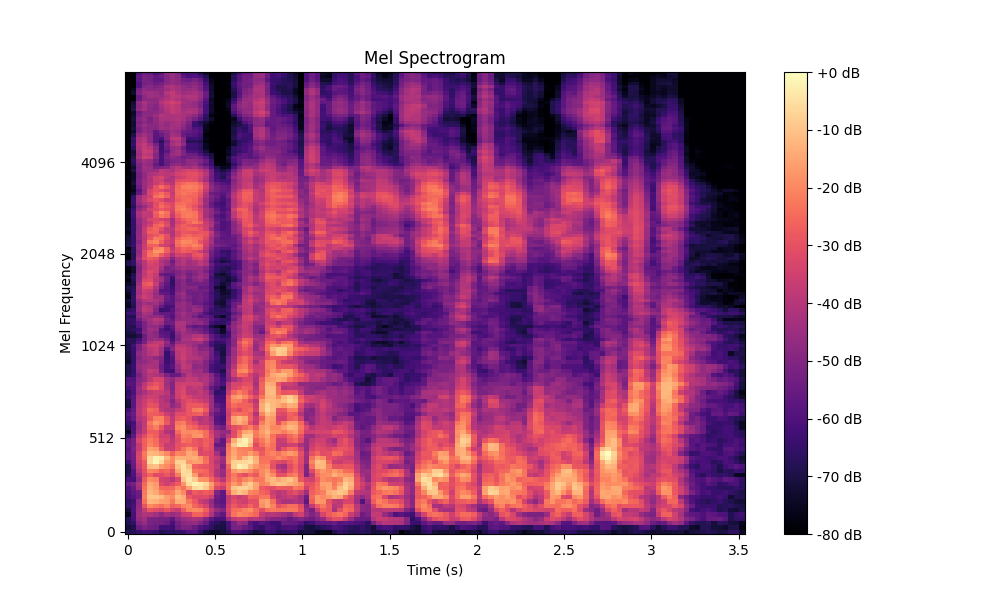 Mel Spectrogram
Mel Frequency
4096
2048
1024
512
0
0
0.5
1
1.5
2
2.5
3
3.5
Time (s)
+0 dB
-10 dB
-20 dB
-30 dB
-40 dB
-50 dB
-60 dB
-70 dB
-80 dB